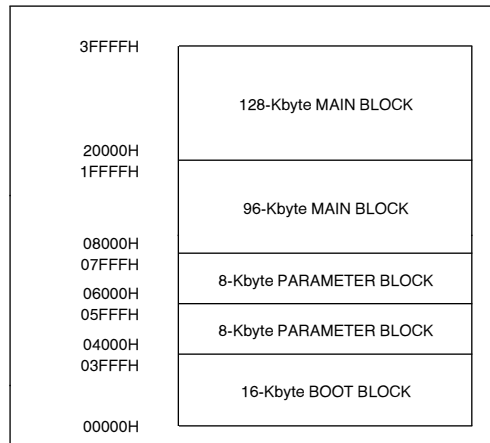 3FFFFH
128-Kbyte MAIN BLOCK
20000H
1FFFFH
96-Kbyte MAIN BLOCK
08000H
07FFFH
8-Kbyte PARAMETER BLOCK
06000H
05FFFH
8-Kbyte PARAMETER BLOCK
04000H
03FFFH
16-Kbyte BOOT BLOCK
00000H